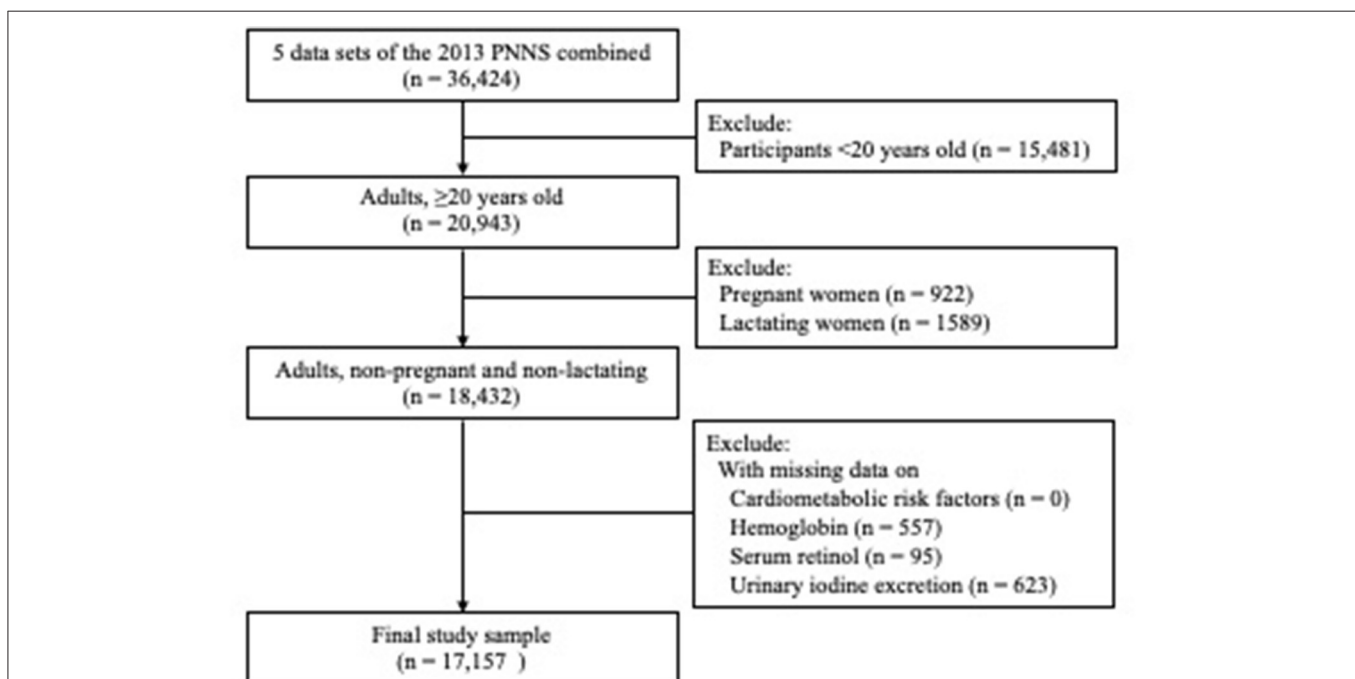 5 data sets of the 2013 PNNS combined
(n = 36,424)
Exclude:
Participants <20 years old (n = 15,481)
Adults, ≥20 years old
(n = 20,943)
Exclude:
Pregnant women (n = 922)
Lactating women (n = 1589)
Adults, non-pregnant and non-lactating
(n = 18,432)
Exclude:
With missing data on
Cardiometabolic risk factors (n = 0)
Hemoglobin (n = 557)
Serum retinol (n = 95)
Urinary iodine excretion (n = 623)
Final study sample
(n = 17,157 )